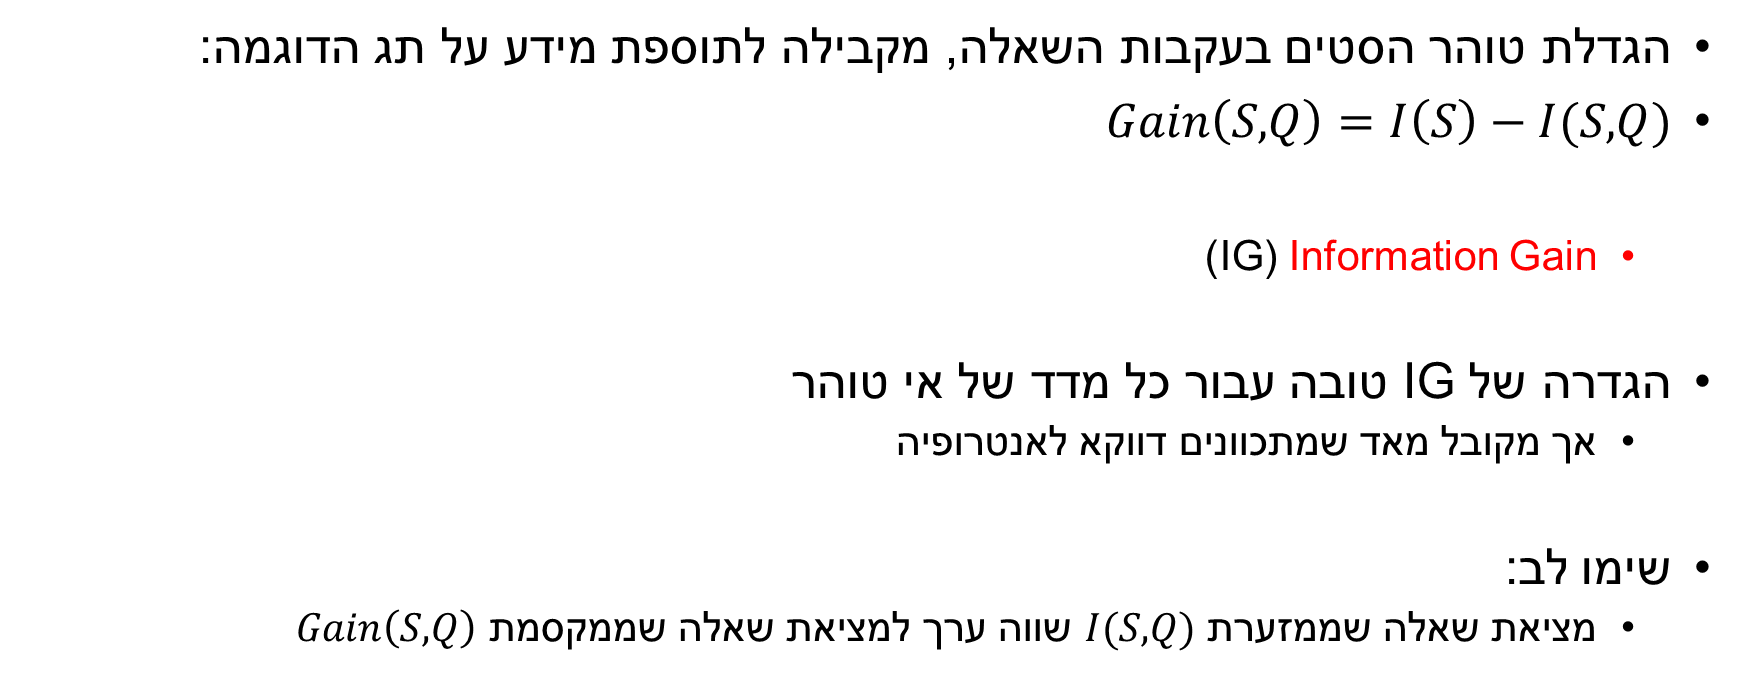 • הגדלת טוהר הסטים בעקבות השאלה, מקבילה לתוספת מידע על תג הדוגמה:
• Gain(S,Q) = I(S) − I(S,Q)
• Information Gain (IG)
• הגדרה של IG טובה עבור כל מדד של אי טוהר
• אך מקובל מאד שמתכוונים דווקא לאנטרופיה
• שימו לב:
• מציאת שאלה שממזערת I(S,Q) שווה ערך למציאת שאלה שממקסמת Gain(S,Q)